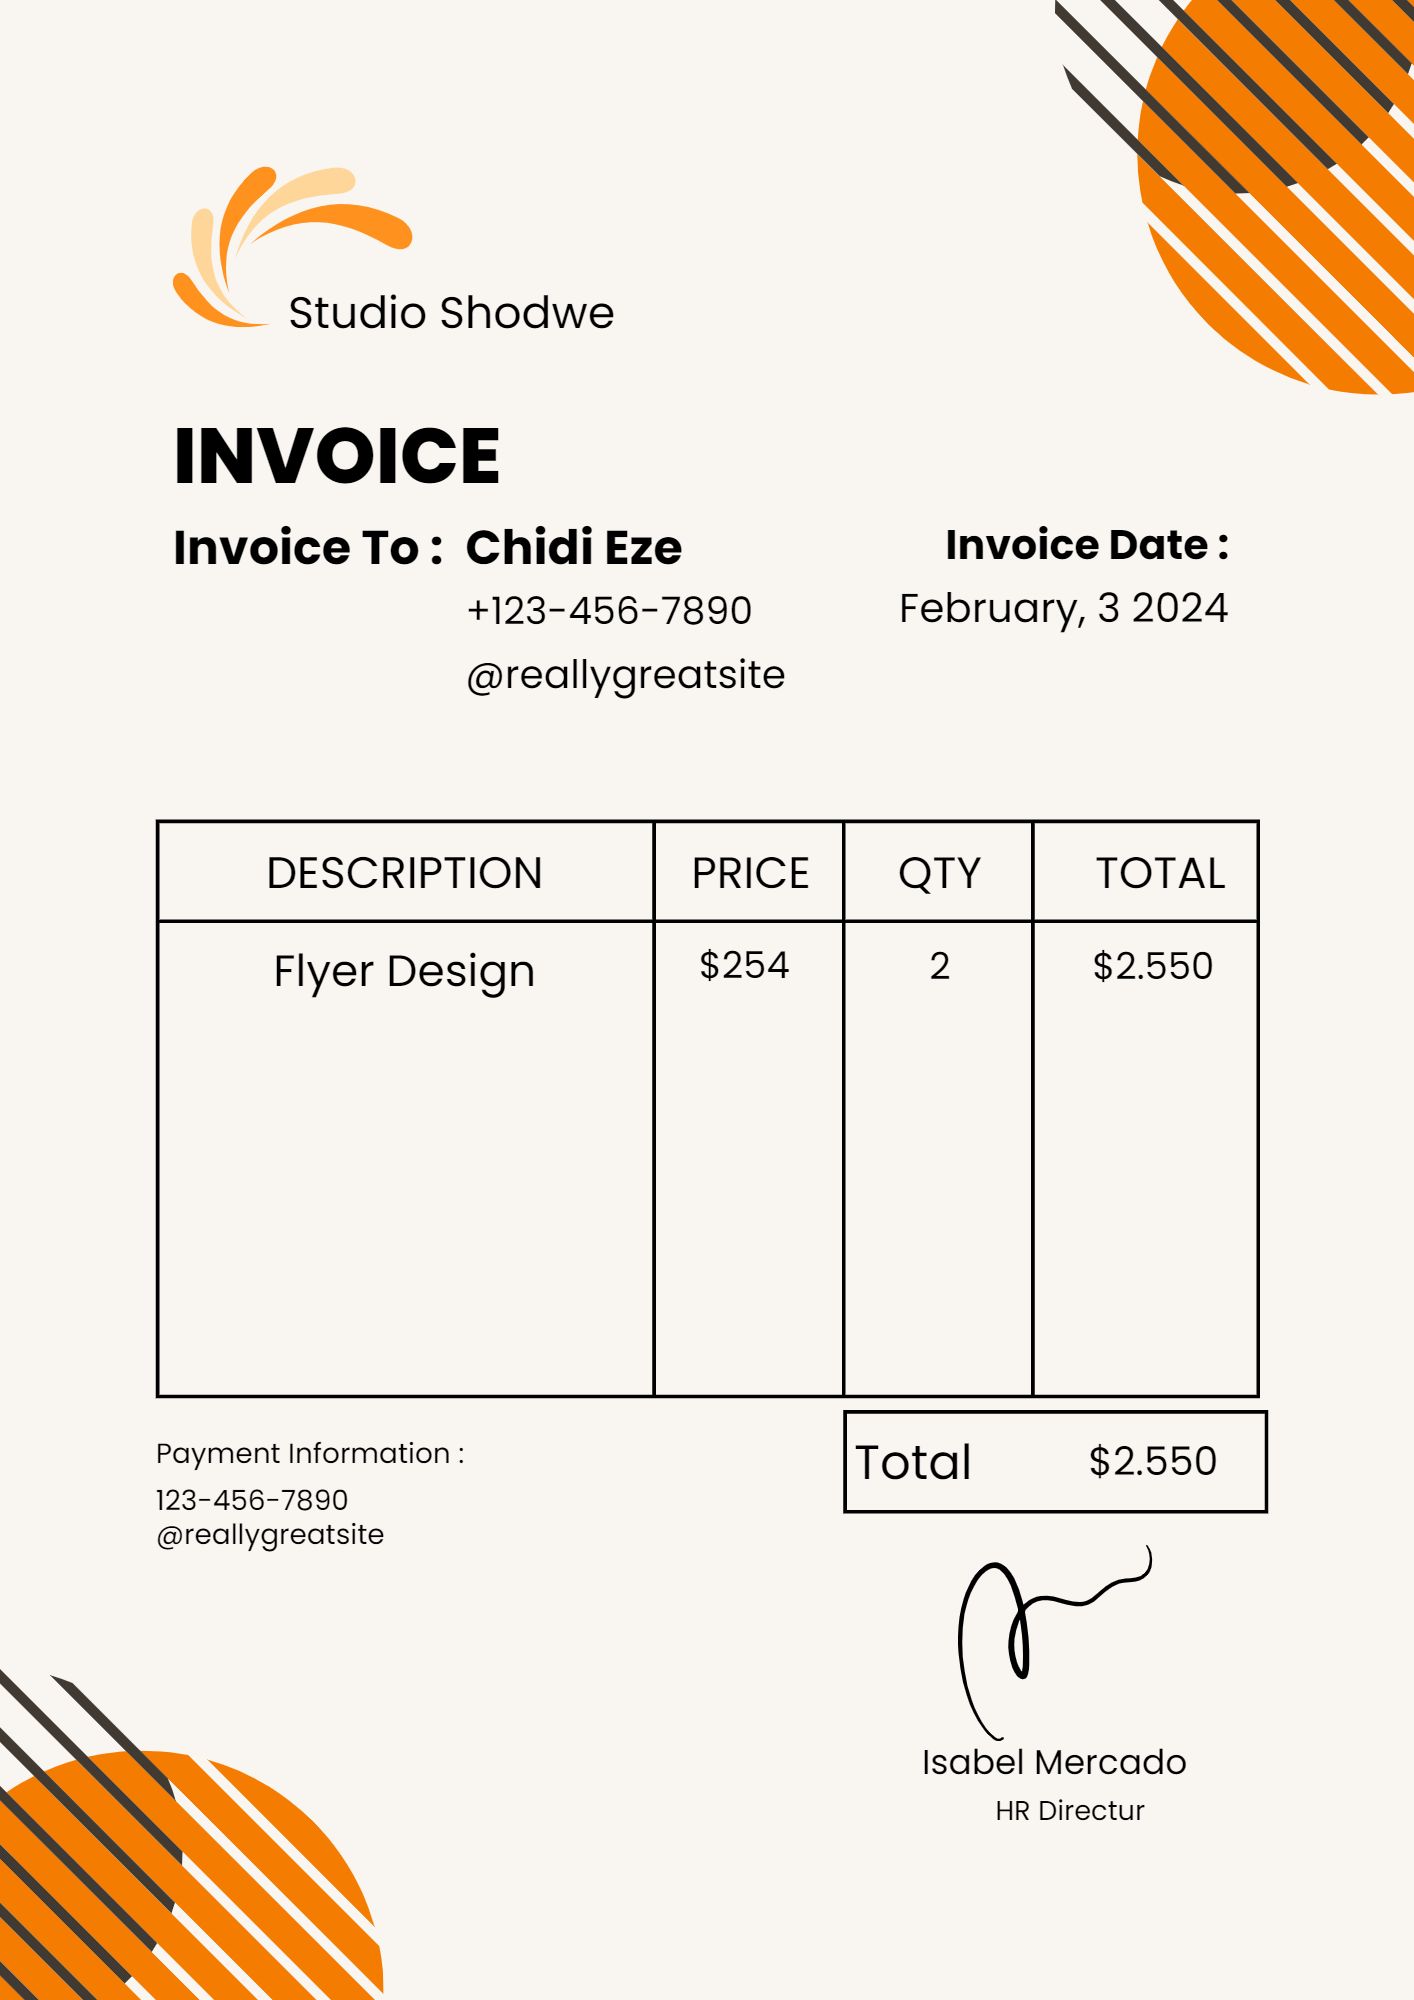 Studio Shodwe
INVOICE
Invoice To : Chidi Eze
+123-456-7890
@reallygreatsite
Invoice Date :
February, 3 2024
DESCRIPTION PRICE QTY TOTAL
Flyer Design $254 2 $2.550
Total $2.550
Payment Information :
123-456-7890
@reallygreatsite
Isabel Mercado
HR Directur